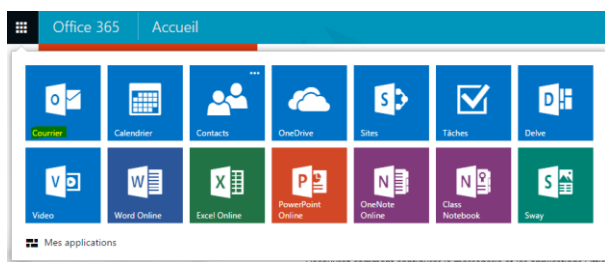 Office 365 Accueil
Courrier Calendrier Contacts OneDrive Sites Tâches Delve
Video Word Online Excel Online PowerPoint Online OneNote Online Class Notebook Sway
Mes applications